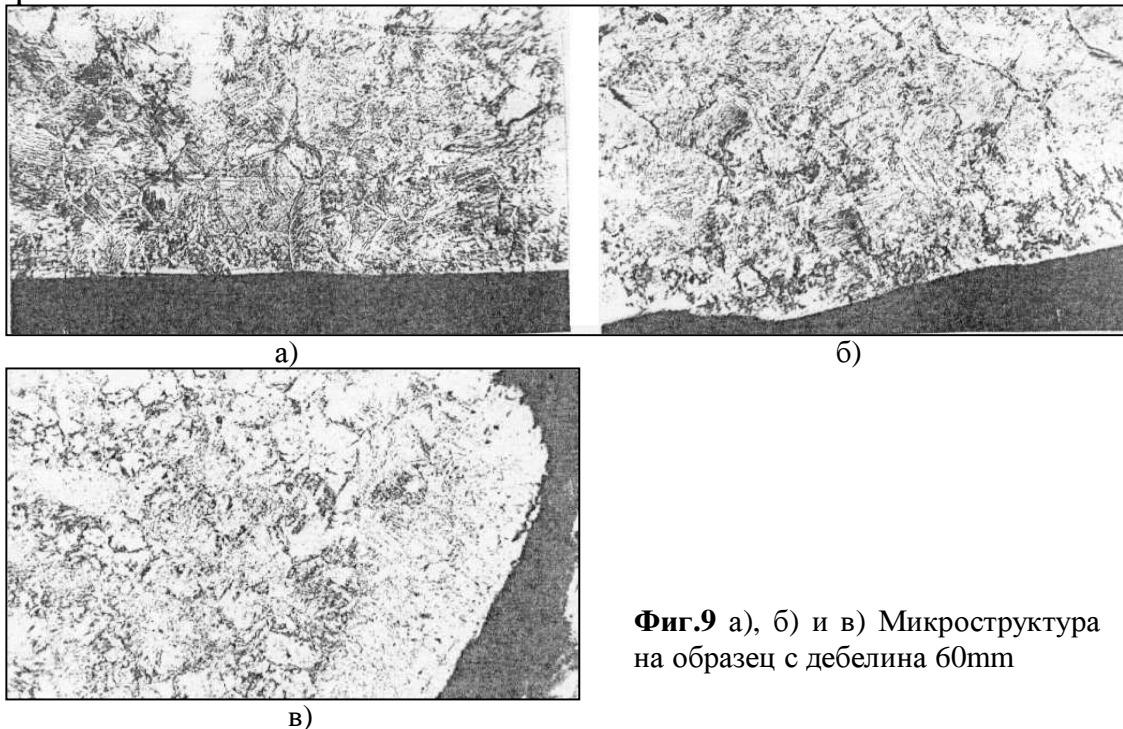 а)
б)
Фиг.9 а), б) и в) Микроструктура
на образец с дебелина 60mm
в)